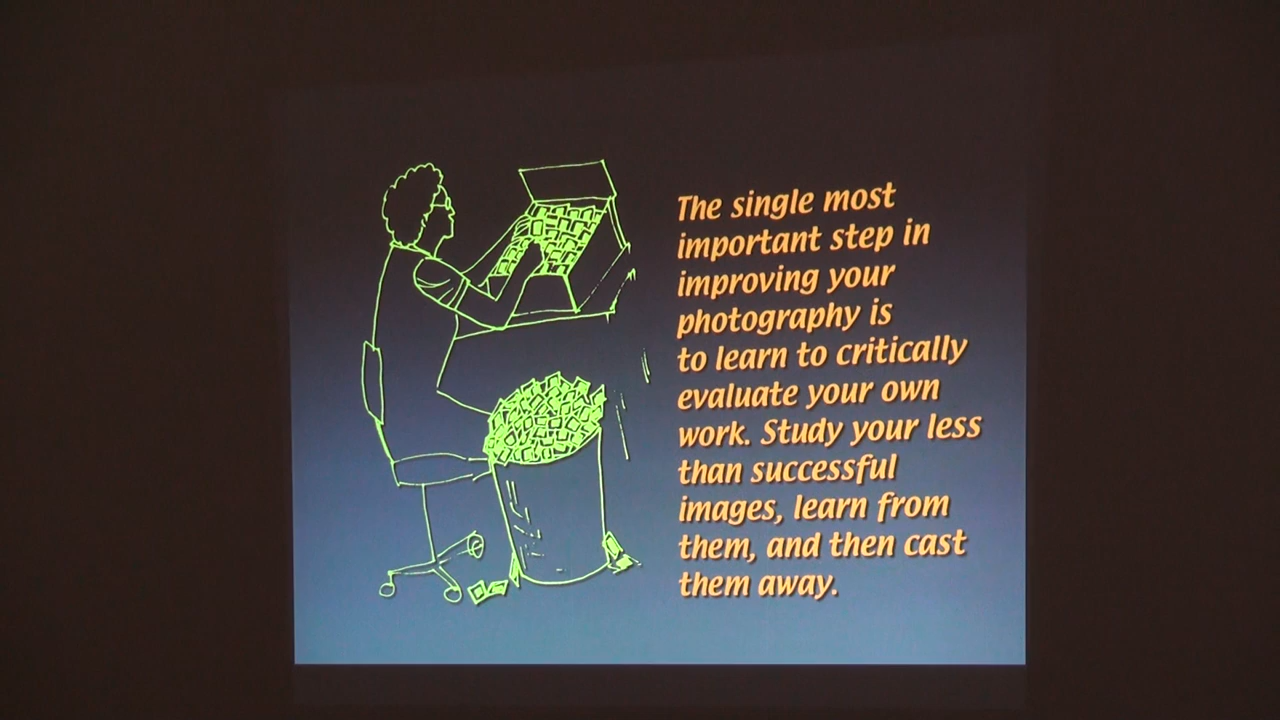 The single most
important step in
improving your
photography is
to learn to critically
evaluate your own
work. Study your less
than successful
images, learn from
them, and then cast
them away.